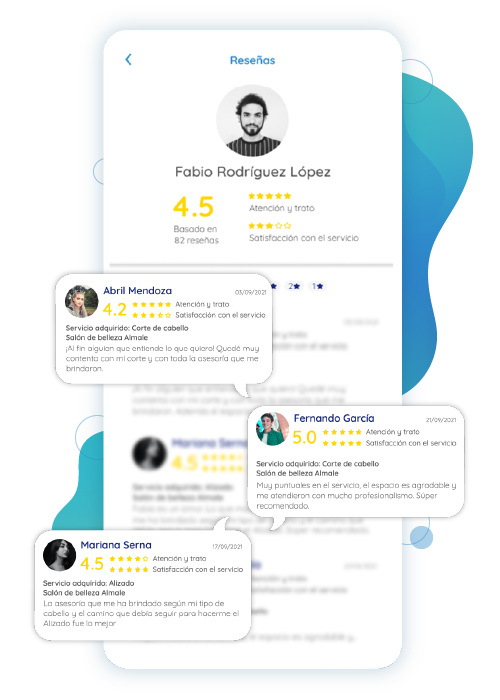 Reseñas
Fabio Rodríguez López
4.5
Basado en
82 reseñas
Atención y trato
Satisfacción con el servicio
2 1
Abril Mendoza
03/09/2021
4.2
Atención y trato
Satisfacción con el servicio
Servicio adquirido: Corte de cabello
Salón de belleza Almale
¡Al fin alguien que entiende lo que quiero! Quedé muy
contenta con mi corte y con toda la asesoría que me
brindaron.
Fernando García
21/09/2021
5.0
Atención y trato
Satisfacción con el servicio
Servicio adquirido: Corte de cabello
Salón de belleza Almale
Muy puntuales en el servicio, el espacio es agradable y
me atendieron con mucho profesionalismo. Súper
recomendado.
Mariana Serna
17/09/2021
4.5
Atención y trato
Satisfacción con el servicio
Servicio adquirido: Alizado
Salón de belleza Almale
La asesoría que me ha brindado según mi tipo de
cabello y el camino que debía seguir para hacerme el
Alizado fue lo mejor